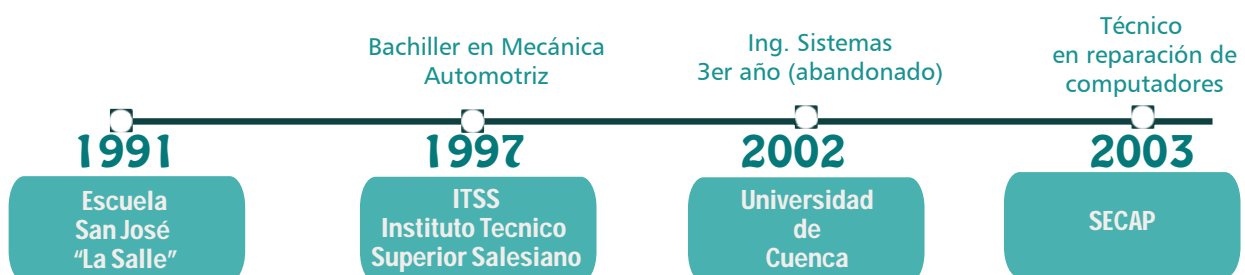 Bachiller en Mecánica
Automotriz
Ing. Sistemas
3er año (abandonado)
Técnico
en reparación de
computadores
1991
1997
2002
2003
Escuela
San José
“La Salle”
ITSS
Instituto Tecnico
Superior Salesiano
Universidad
de
Cuenca
SECAP